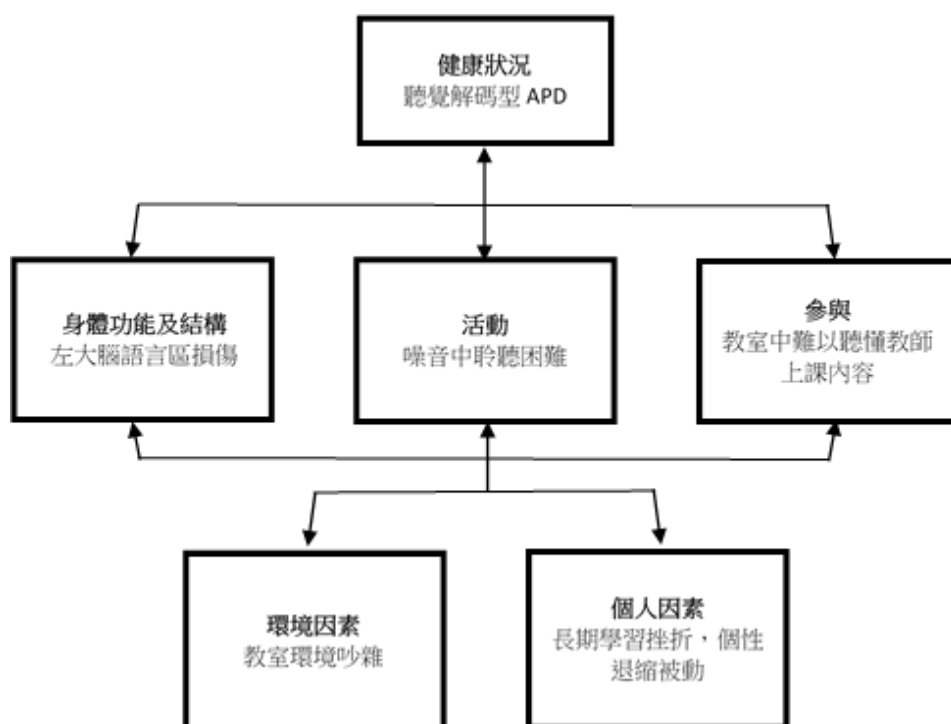 健康狀況
聽覺解碼型 APD
身體功能及結構
左大腦語言區損傷
活動
噪音中聆聽困難
參與
教室中難以聽懂教師
上課內容
環境因素
教室環境吵雜
個人因素
長期學習挫折，個性
退縮被動